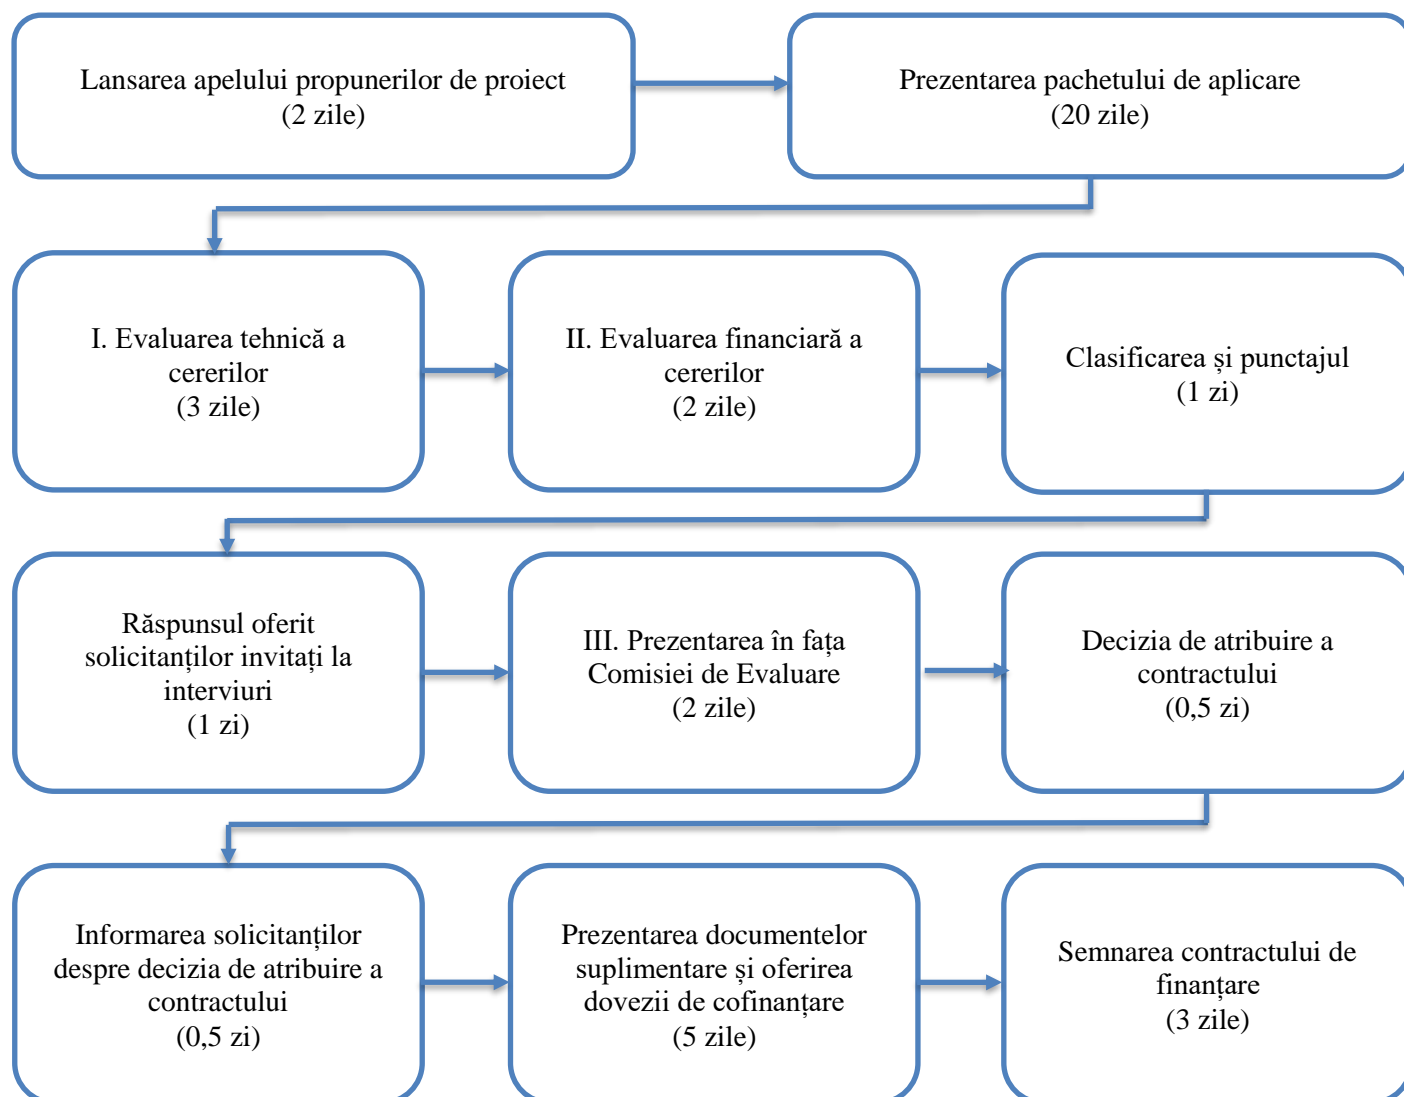 Lansarea apelului propunerilor de proiect
(2 zile)
Prezentarea pachetului de aplicare
(20 zile)
I. Evaluarea tehnică a
cererilor
(3 zile)
II. Evaluarea financiară a
cererilor
(2 zile)
Clasificarea și punctajul
(1 zi)
Răspunsul oferit
solicitanților invitați la
interviuri
(1 zi)
III. Prezentarea în fața
Comisiei de Evaluare
(2 zile)
Decizia de atribuire a
contractului
(0,5 zi)
Informarea solicitanților
despre decizia de atribuire a
contractului
(0,5 zi)
Prezentarea documentelor
suplimentare și oferirea
dovezii de cofinanțare
(5 zile)
Semnarea contractului de
finanțare
(3 zile)